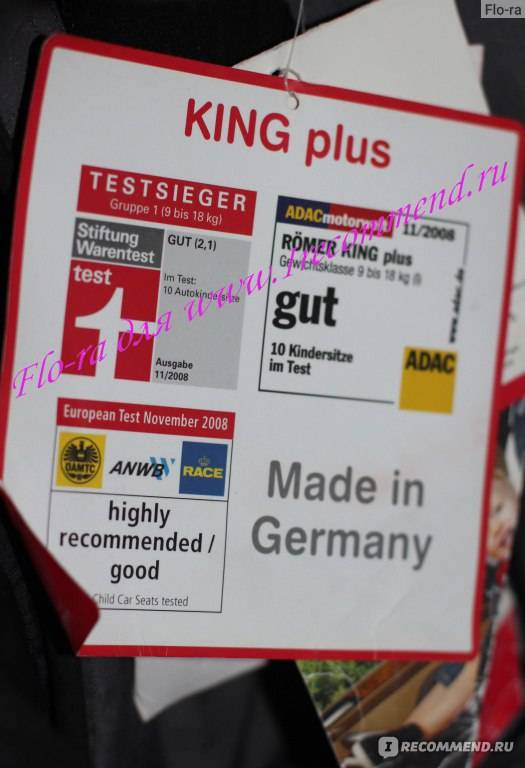 Flo-ra
KING plus
TESTSIEGER
Gruppe 1 (9 bis 18 kg)
Stiftung
Warentest
test
GUT (2,1)
Im Test:
10 Autokindersitze
Ausgabe
11/2008
ADACmotorwelt 11/2008
RÖMER KING plus
Gewichtsklasse 9 bis 18 kg (I)
gut
10 Kindersitze
im Test
ADAC
www.adac.de
Flo-ra для www.irecommend.ru
European Test November 2008
ÖAMTC
ANWB
RACE
highly
recommended /
good
Child Car Seats tested
Made in
Germany
IRECOMMEND.RU